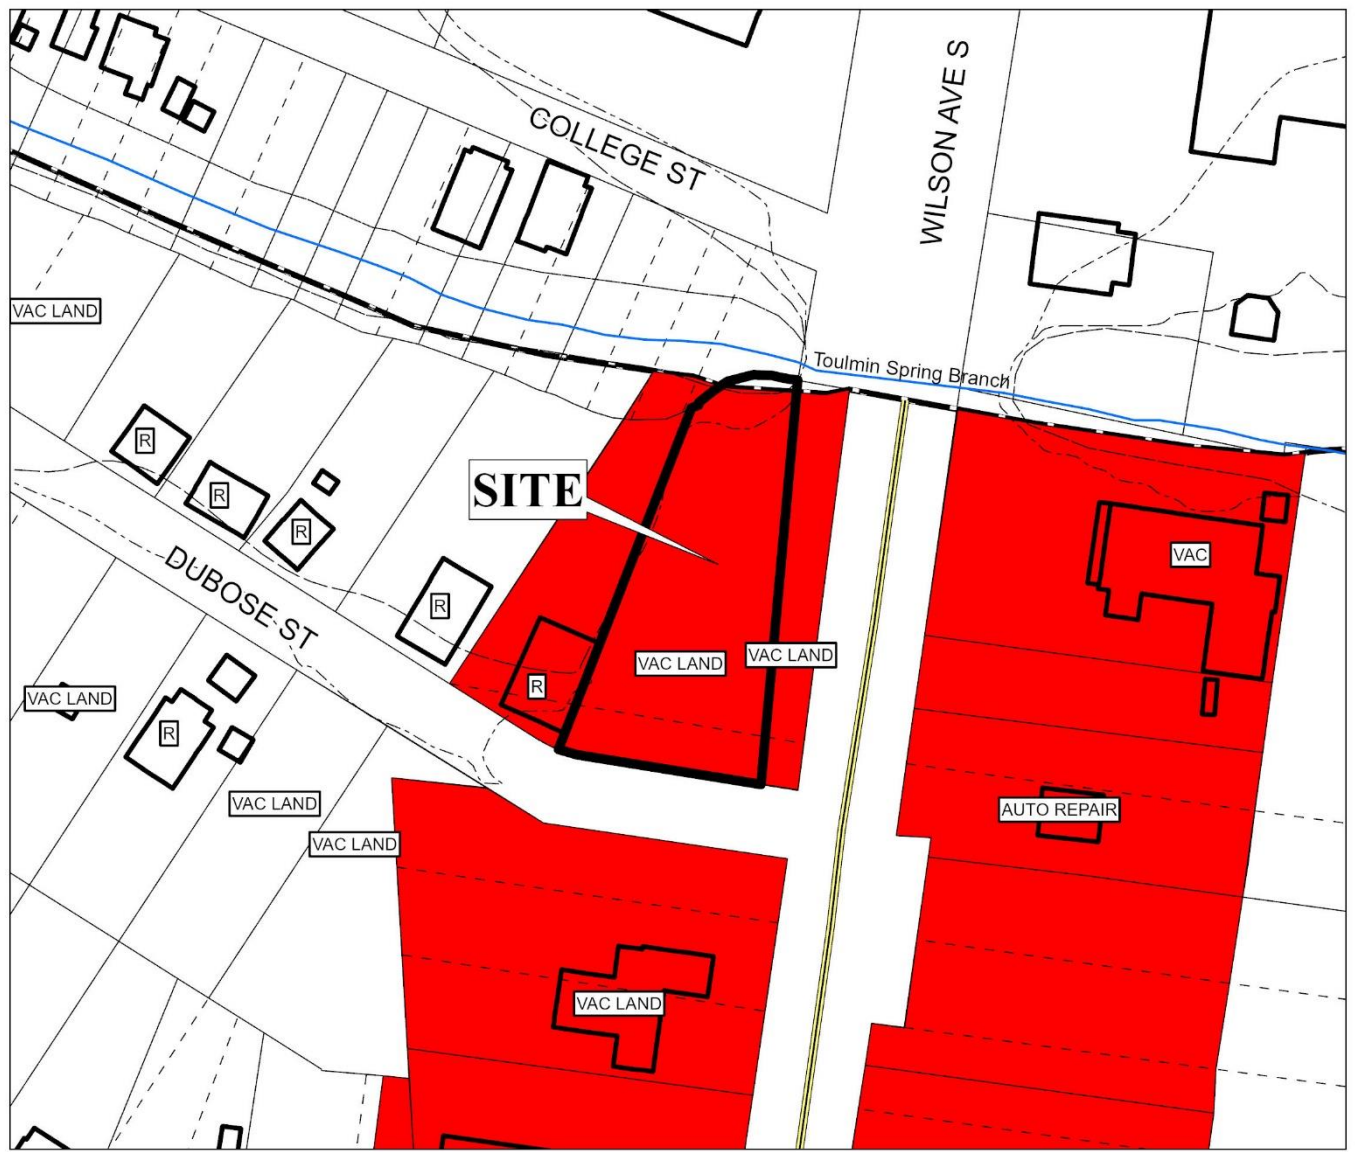 COLLEGE ST
WILSON AVE S
VAC LAND
Toulmin Spring Branch
R
R
R
SITE
R
VAC
DUBOSE ST
VAC LAND
VAC LAND
R
VAC LAND
R
VAC LAND
AUTO REPAIR
VAC LAND
VAC LAND